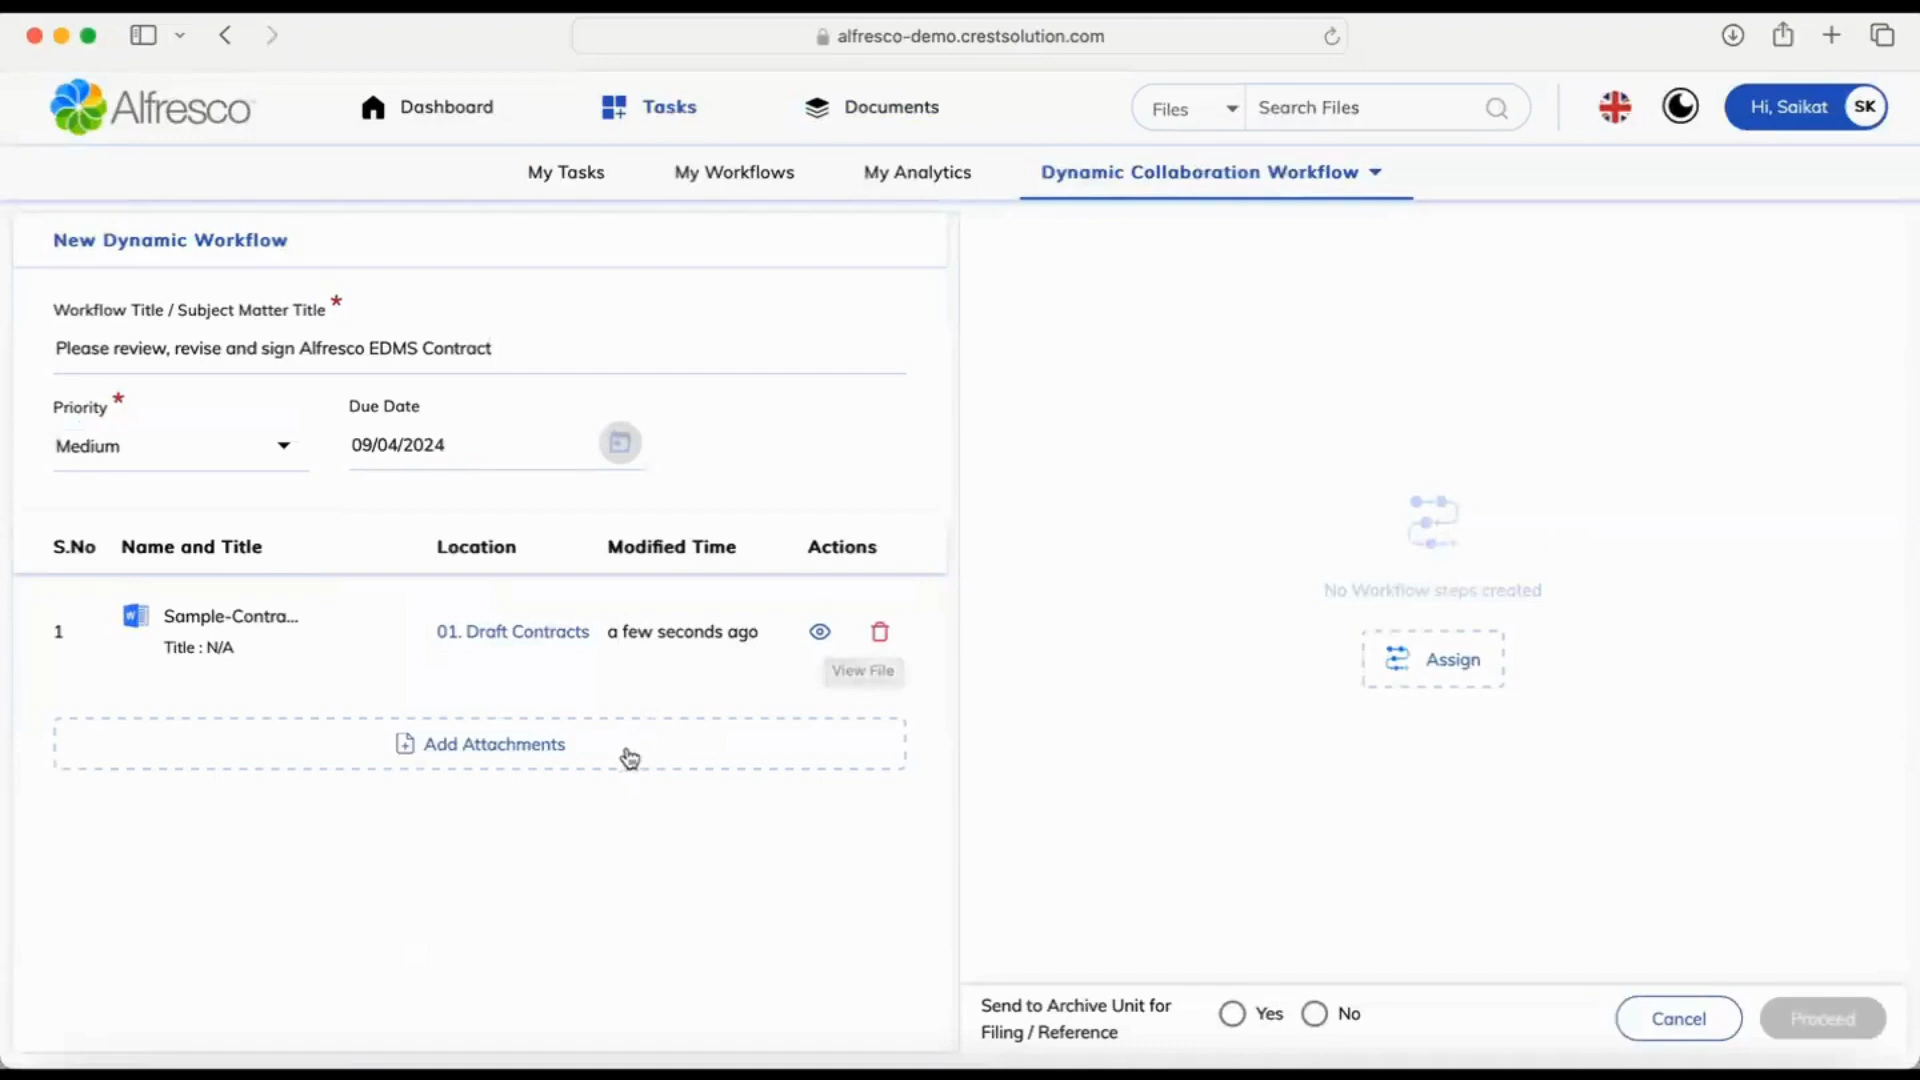 alfresco-demo.crestsolution.com
Alfresco
Dashboard
Tasks
Documents
Files
Search Files
Hi, Saikat
SK
My Tasks
My Workflows
My Analytics
Dynamic Collaboration Workflow
New Dynamic Workflow
Workflow Title / Subject Matter Title *
Please review, revise and sign Alfresco EDMS Contract
Priority *
Due Date
Medium
09/04/2024
S.No
Name and Title
Location
Modified Time
Actions
1
Sample-Contra...
Title : N/A
01. Draft Contracts
a few seconds ago
View File
Add Attachments
No Workflow steps created
Assign
Send to Archive Unit for
Filing / Reference
Yes
No
Cancel
Proceed